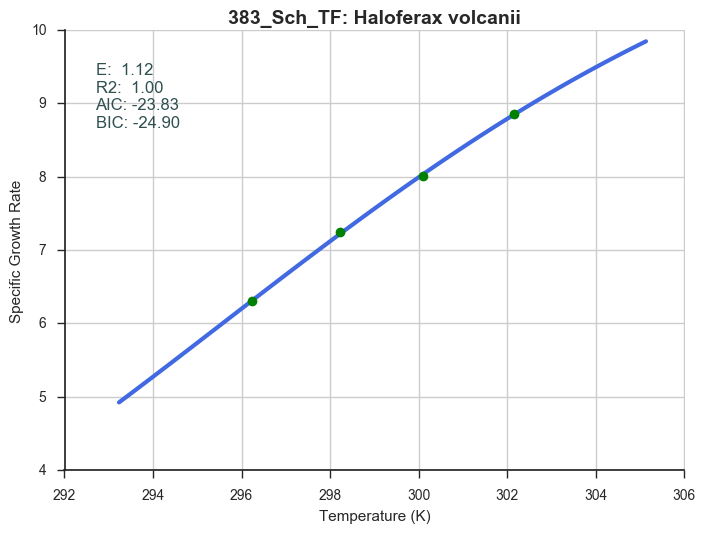 383_Sch_TF: Haloferax volcanii
E:  1.12
R2:  1.00
AIC: -23.83
BIC: -24.90
Specific Growth Rate
10
9
8
7
6
5
4
292 294 296 298 300 302 304 306
Temperature (K)